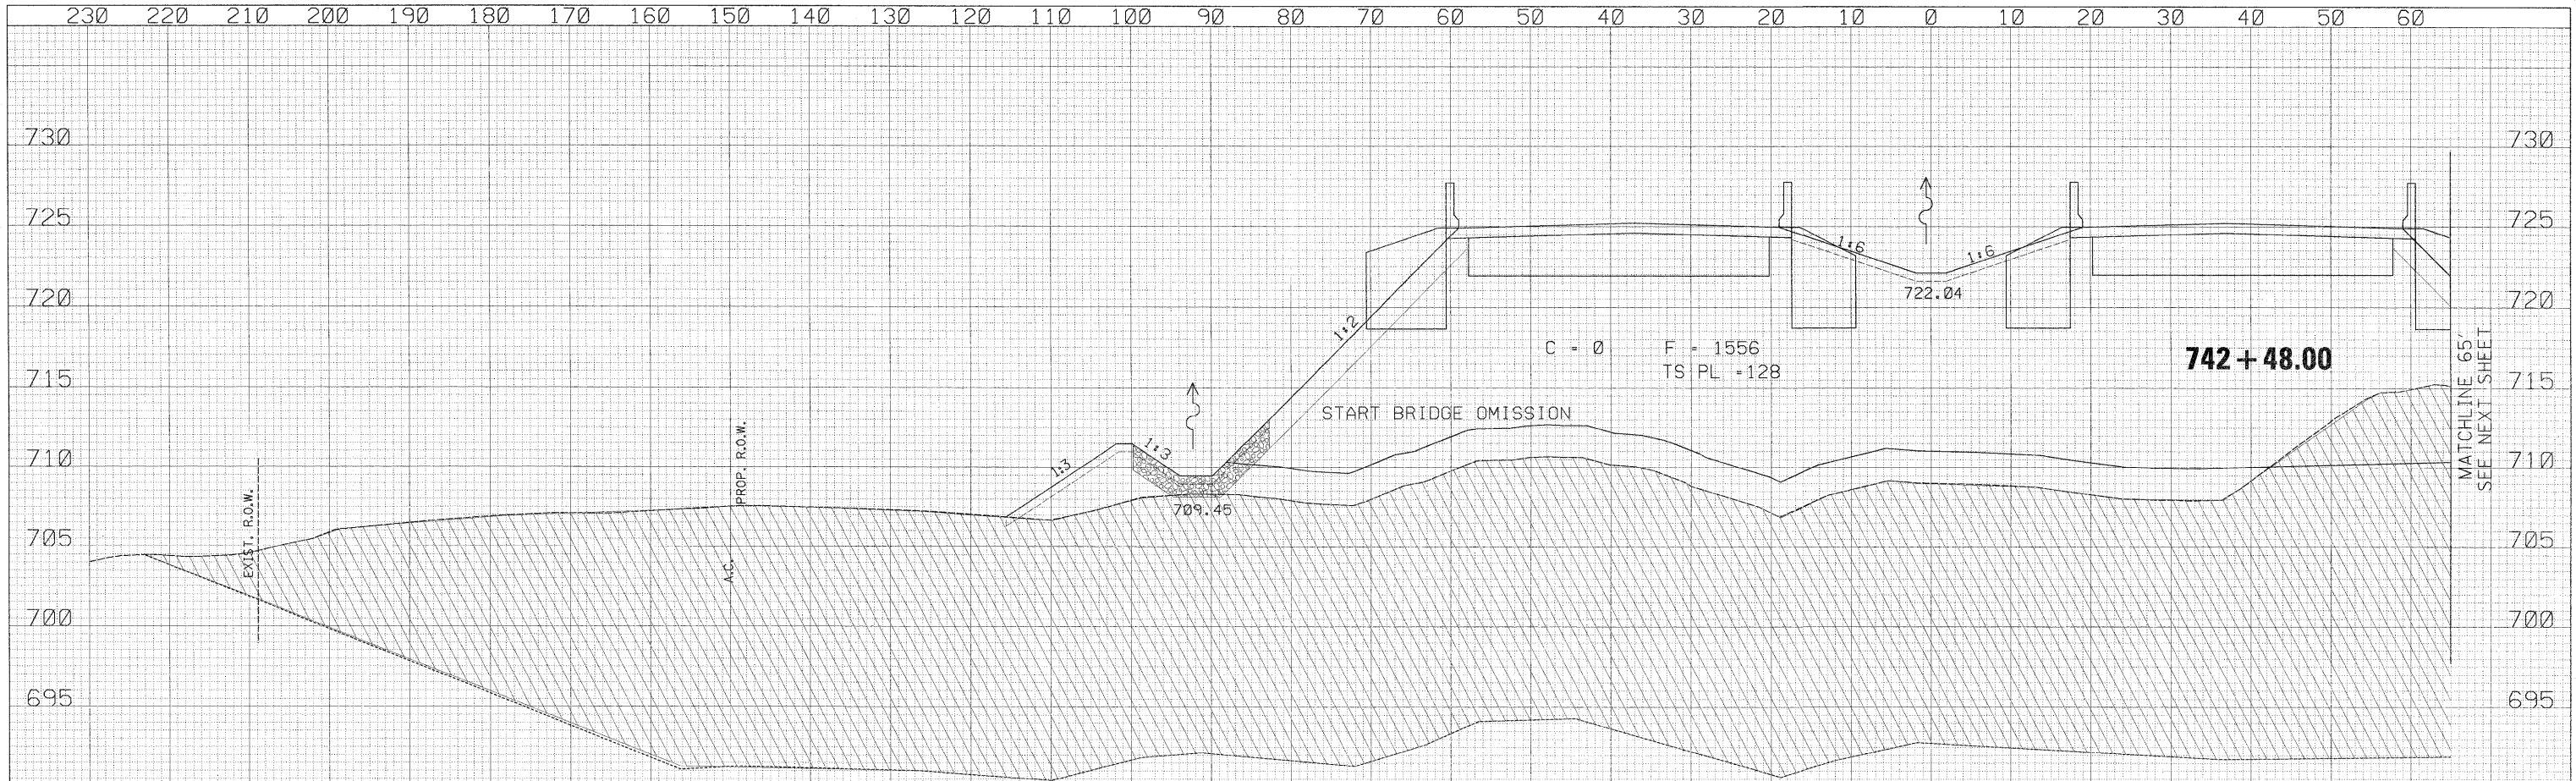 230 220 210 200 190 180 170 160 150 140 130 120 110 100 90 80 70 60 50 40 30 20 10 0 10 20 30 40 50 60
730 730
725 725
1:6 1:6
720 722.04 720
1:2
C = 0 F = 1556
TS PL =128
742+48.00
715 715
START BRIDGE OMISSION
MATCHLINE 65'
SEE NEXT SHEET
710 1:3 1:3 710
PROP. R.O.W.
EXIST. R.O.W.
709.45
705 705
A.C.
700 700
695 695